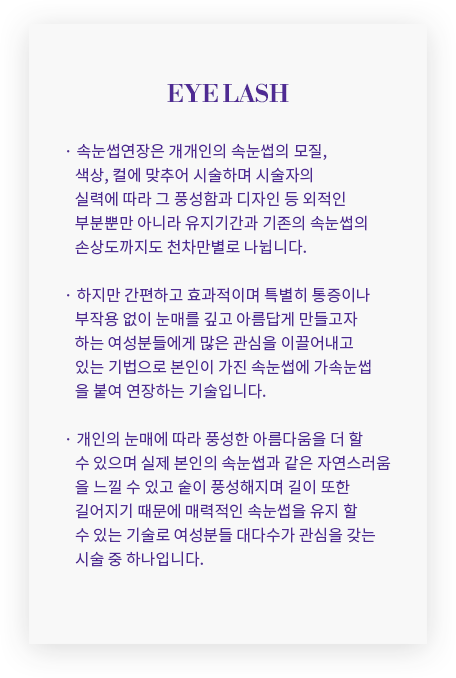 EYE LASH
· 속눈썹연장은 개개인의 속눈썹의 모질,
색상, 컬에 맞추어 시술하며 시술자의
실력에 따라 그 풍성함과 디자인 등 외적인
부분뿐만 아니라 유지기간과 기존의 속눈썹의
손상도까지도 천차만별로 나뉩니다.
· 하지만 간편하고 효과적이며 특별히 통증이나
부작용 없이 눈매를 깊고 아름답게 만들고자
하는 여성분들에게 많은 관심을 이끌어내고
있는 기법으로 본인이 가진 속눈썹에 가속눈썹
을 붙여 연장하는 기술입니다.
· 개인의 눈매에 따라 풍성한 아름다움을 더 할
수 있으며 실제 본인의 속눈썹과 같은 자연스러움
을 느낄 수 있고 숱이 풍성해지며 길이 또한
길어지기 때문에 매력적인 속눈썹을 유지 할
수 있는 기술로 여성분들 대다수가 관심을 갖는
시술 중 하나입니다.